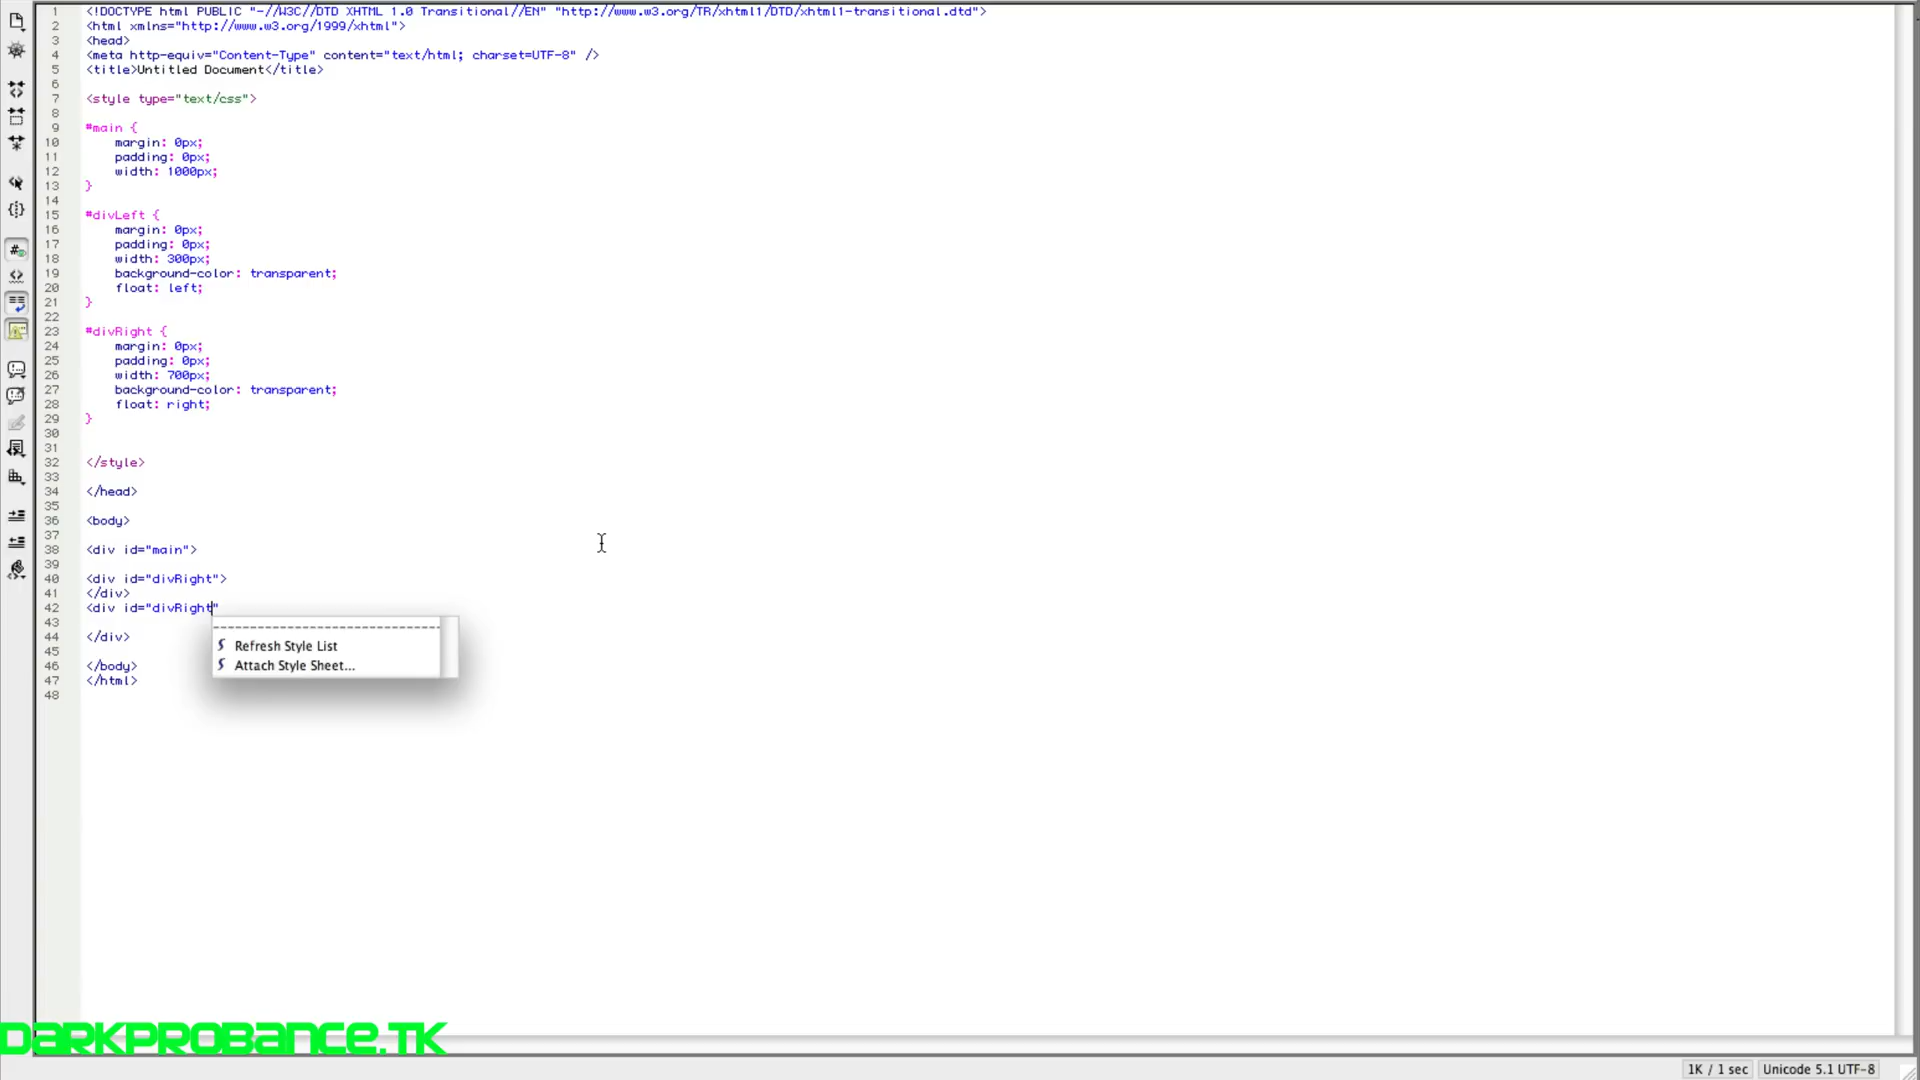 1 <!DOCTYPE html PUBLIC "-//W3C//DTD XHTML 1.0 Transitional//EN" "http://www.w3.org/TR/xhtml1/DTD/xhtml1-transitional.dtd">
2 <html xmlns="http://www.w3.org/1999/xhtml">
3 <head>
4 <meta http-equiv="Content-Type" content="text/html; charset=UTF-8" />
5 <title>Untitled Document</title>
6
7 <style type="text/css">
8
9 #main {
10 margin: 0px;
11 padding: 0px;
12 width: 1000px;
13 }
14
15 #divLeft {
16 margin: 0px;
17 padding: 0px;
18 width: 300px;
19 background-color: transparent;
20 float: left;
21 }
22
23 #divRight {
24 margin: 0px;
25 padding: 0px;
26 width: 700px;
27 background-color: transparent;
28 float: right;
29 }
30
31
32 </style>
33
34 </head>
35
36 <body>
37
38 <div id="main">
39
40 <div id="divRight">
41 </div>
42 <div id="divRight"
43
44 </div>
45
46 </body>
47 </html>
48
Refresh Style List
Attach Style Sheet...
DARKPROBANCE.TK
1K / 1 sec Unicode 5.1 UTF-8